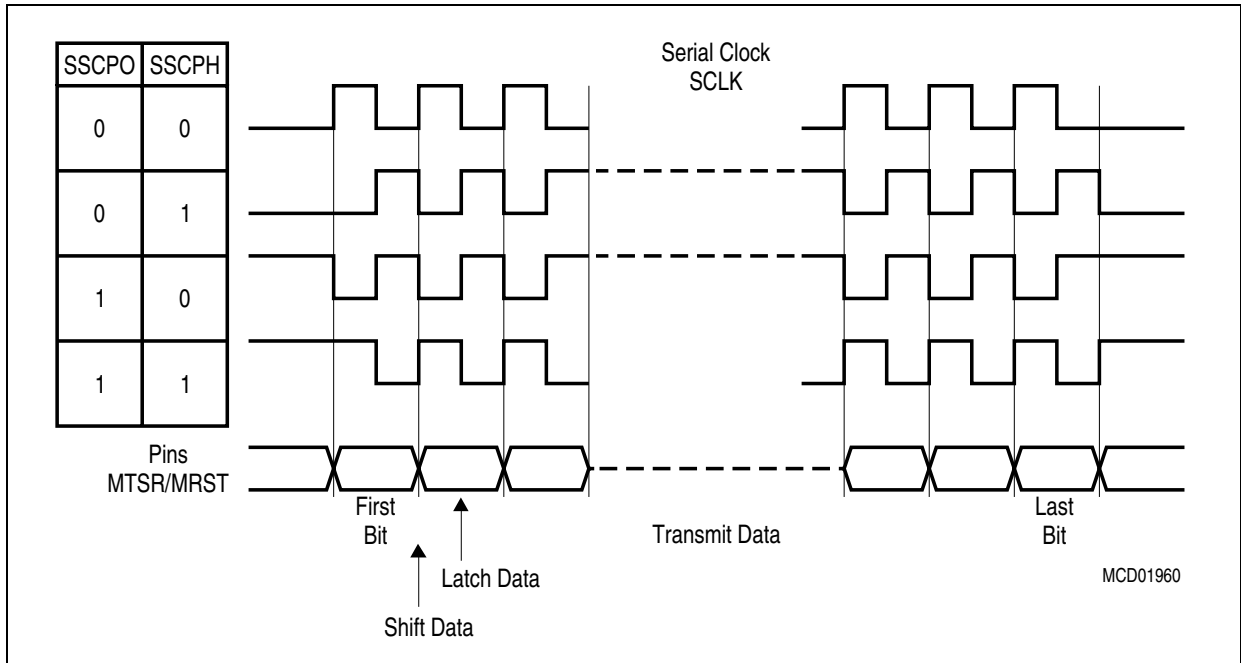 SSCPO SSCPH
0 0
0 1
1 0
1 1
Serial Clock
SCLK
Pins
MTSR/MRST
First
Bit
Last
Bit
Transmit Data
Latch Data
Shift Data
MCD01960